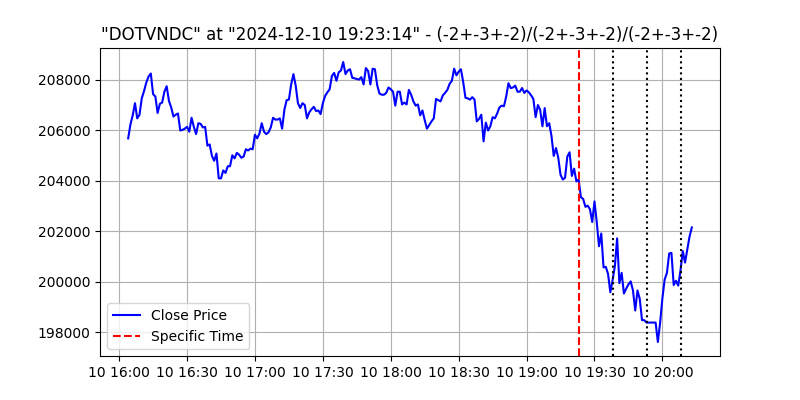 "DOTVNDC" at "2024-12-10 19:23:14" - (-2+-3+-2)/(-2+-3+-2)/(-2+-3+-2)
208000
206000
204000
202000
200000
198000
Close Price
Specific Time
10 16:00 10 16:30 10 17:00 10 17:30 10 18:00 10 18:30 10 19:00 10 19:30 10 20:00